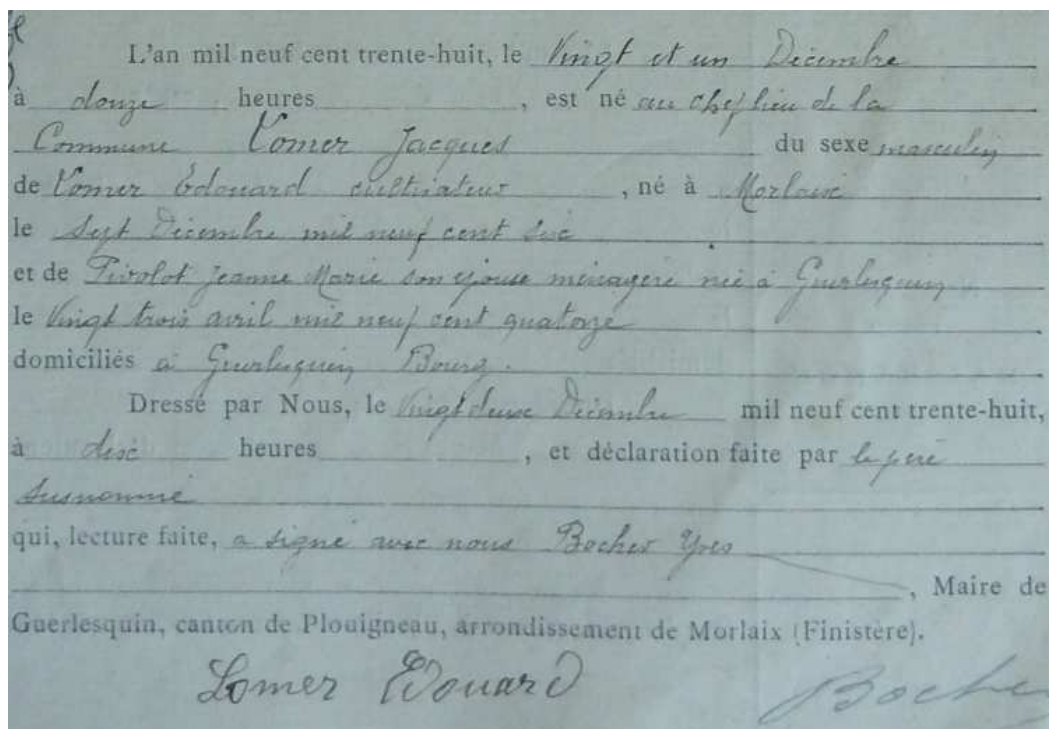 L'an mil neuf cent trente-huit, le Vingt et un Décembre
à douze heures, est né au chef lieu de la
Commune Lomer Jacques du sexe masculin
de Lomer Édouard cultivateur, né à Morlaix
le Sept Décembre mil neuf cent six
et de Pivolot Jeanne Marie son épouse ménagère née à Guerlesquin
le Vingt trois avril mil neuf cent quatorze
domiciliés à Guerlesquin Bourg.
Dressé par Nous, le Vingt deux Décembre mil neuf cent trente-huit,
à dix heures, et déclaration faite par le père
susnommé
qui, lecture faite, a signé avec nous Bocher Yves
, Maire de
Guerlesquin, canton de Plouigneau, arrondissement de Morlaix (Finistère).
Lomer Edouard Boche